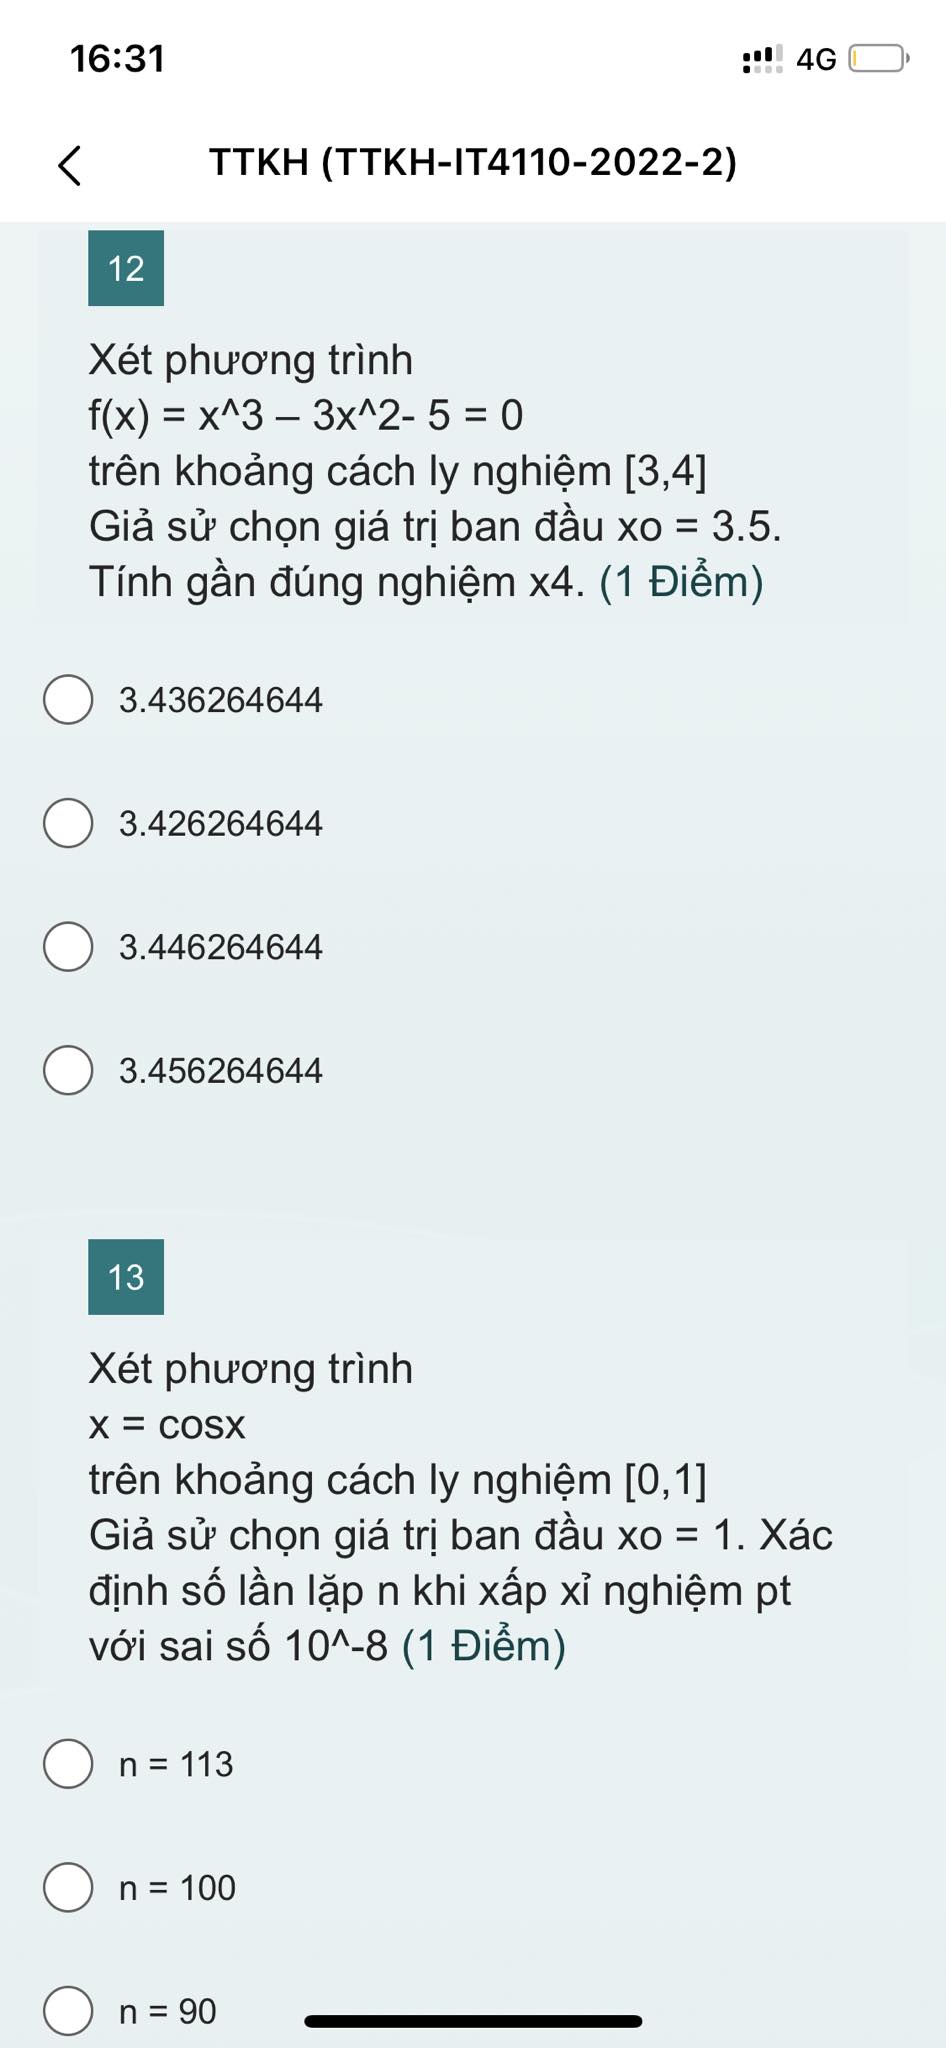 16:31
4G
TTKH (TTKH-IT4110-2022-2)
12
Xét phương trình
f(x) = x^3 – 3x^2- 5 = 0
trên khoảng cách ly nghiệm [3,4]
Giả sử chọn giá trị ban đầu xo = 3.5.
Tính gần đúng nghiệm x4. (1 Điểm)
3.436264644
3.426264644
3.446264644
3.456264644
13
Xét phương trình
x = cosx
trên khoảng cách ly nghiệm [0,1]
Giả sử chọn giá trị ban đầu xo = 1. Xác
định số lần lặp n khi xấp xỉ nghiệm pt
với sai số 10^-8 (1 Điểm)
n = 113
n = 100
n = 90